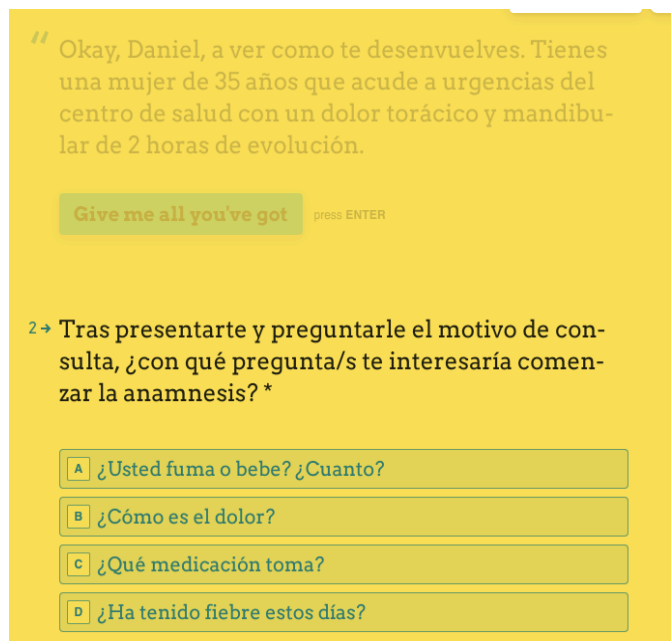 “ Okay, Daniel, a ver como te desenvuelves. Tienes
una mujer de 35 años que acude a urgencias del
centro de salud con un dolor torácico y mandibu-
lar de 2 horas de evolución.
Give me all you've got press ENTER
2 → Tras presentarte y preguntarle el motivo de con-
sulta, ¿con qué pregunta/s te interesaría comen-
zar la anamnesis? *
A ¿Usted fuma o bebe? ¿Cuanto?
B ¿Cómo es el dolor?
C ¿Qué medicación toma?
D ¿Ha tenido fiebre estos días?